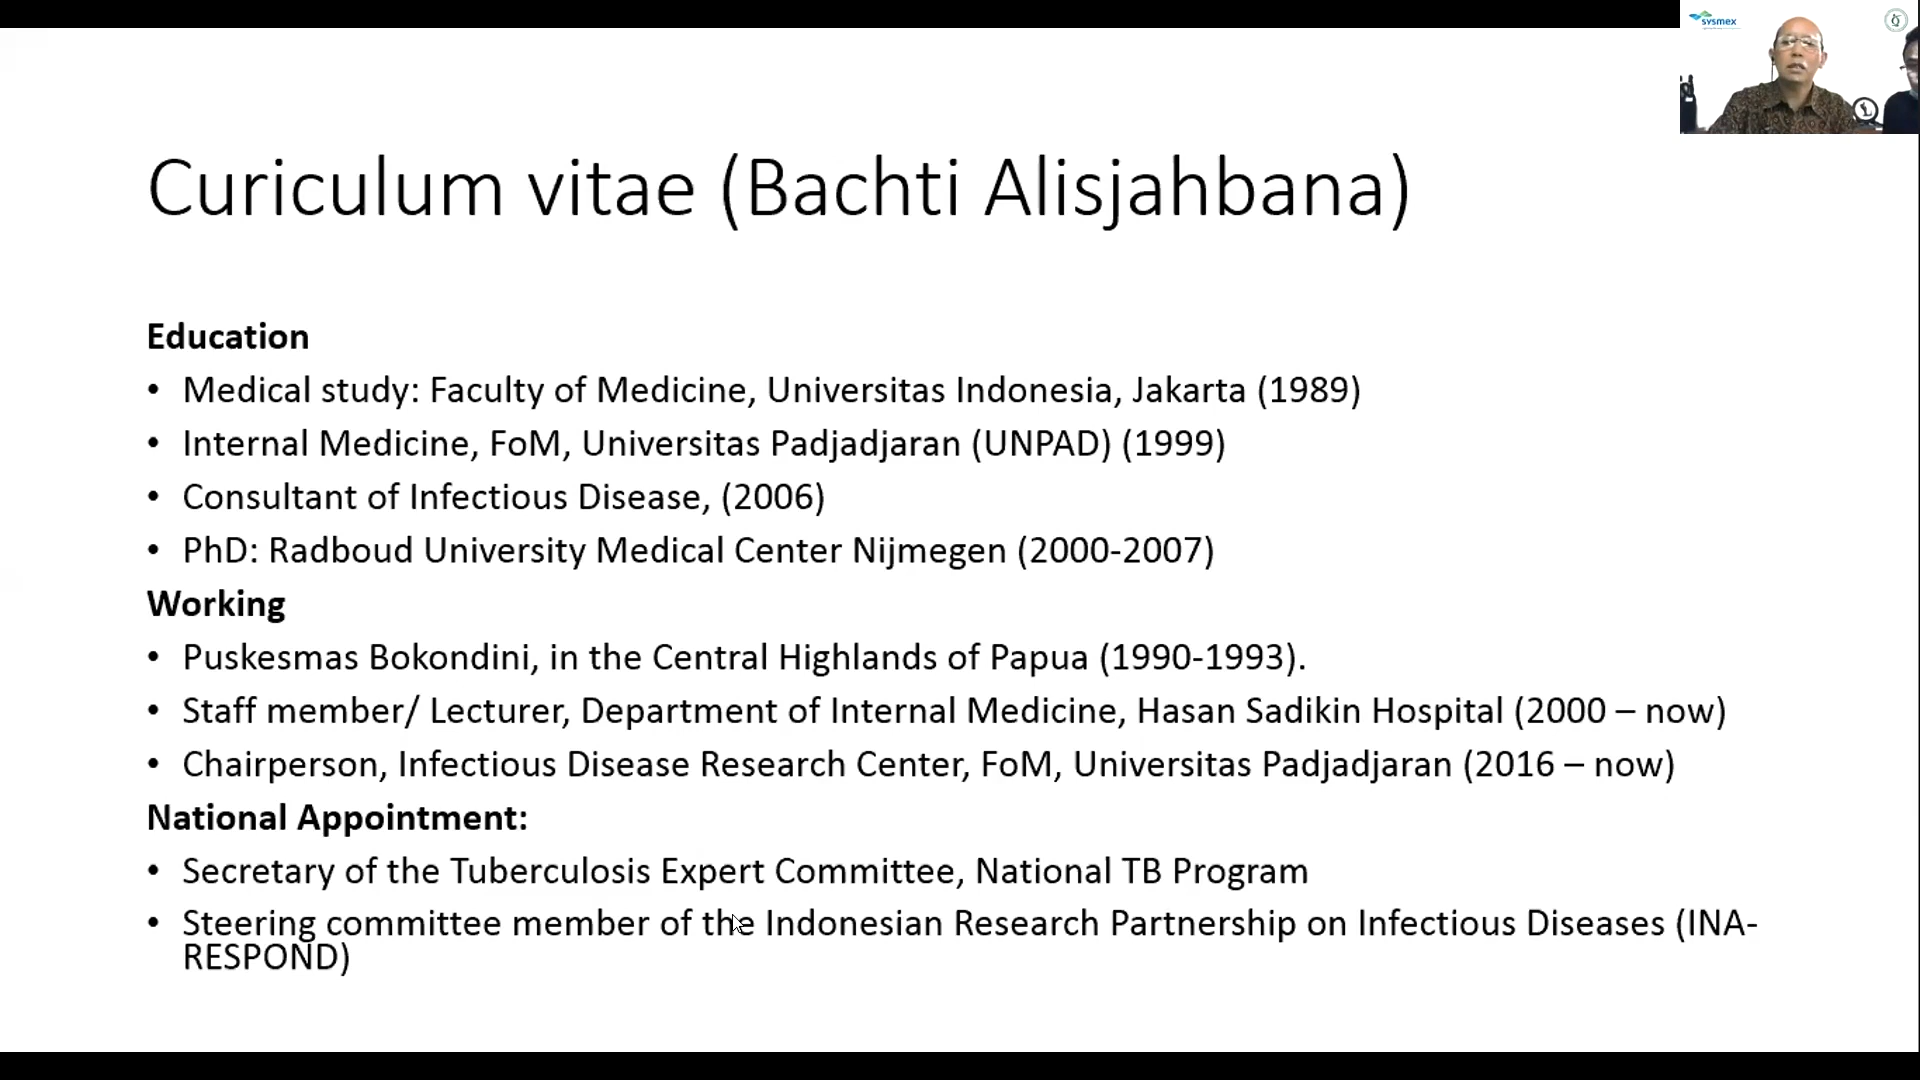 sysmex
Curiculum vitae (Bachti Alisjahbana)
Education
• Medical study: Faculty of Medicine, Universitas Indonesia, Jakarta (1989)
• Internal Medicine, FoM, Universitas Padjadjaran (UNPAD) (1999)
• Consultant of Infectious Disease, (2006)
• PhD: Radboud University Medical Center Nijmegen (2000-2007)
Working
• Puskesmas Bokondini, in the Central Highlands of Papua (1990-1993).
• Staff member/ Lecturer, Department of Internal Medicine, Hasan Sadikin Hospital (2000 – now)
• Chairperson, Infectious Disease Research Center, FoM, Universitas Padjadjaran (2016 – now)
National Appointment:
• Secretary of the Tuberculosis Expert Committee, National TB Program
• Steering committee member of the Indonesian Research Partnership on Infectious Diseases (INA-
RESPOND)